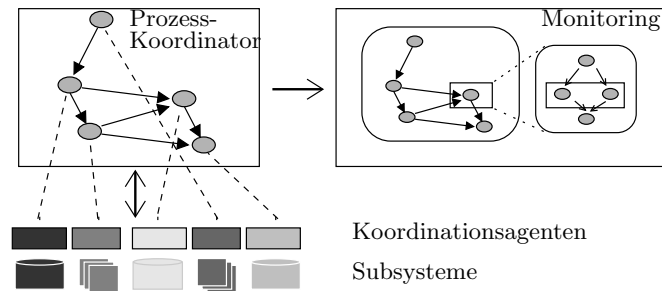 Prozess-
Koordinator
Monitoring
Koordinationsagenten
Subsysteme